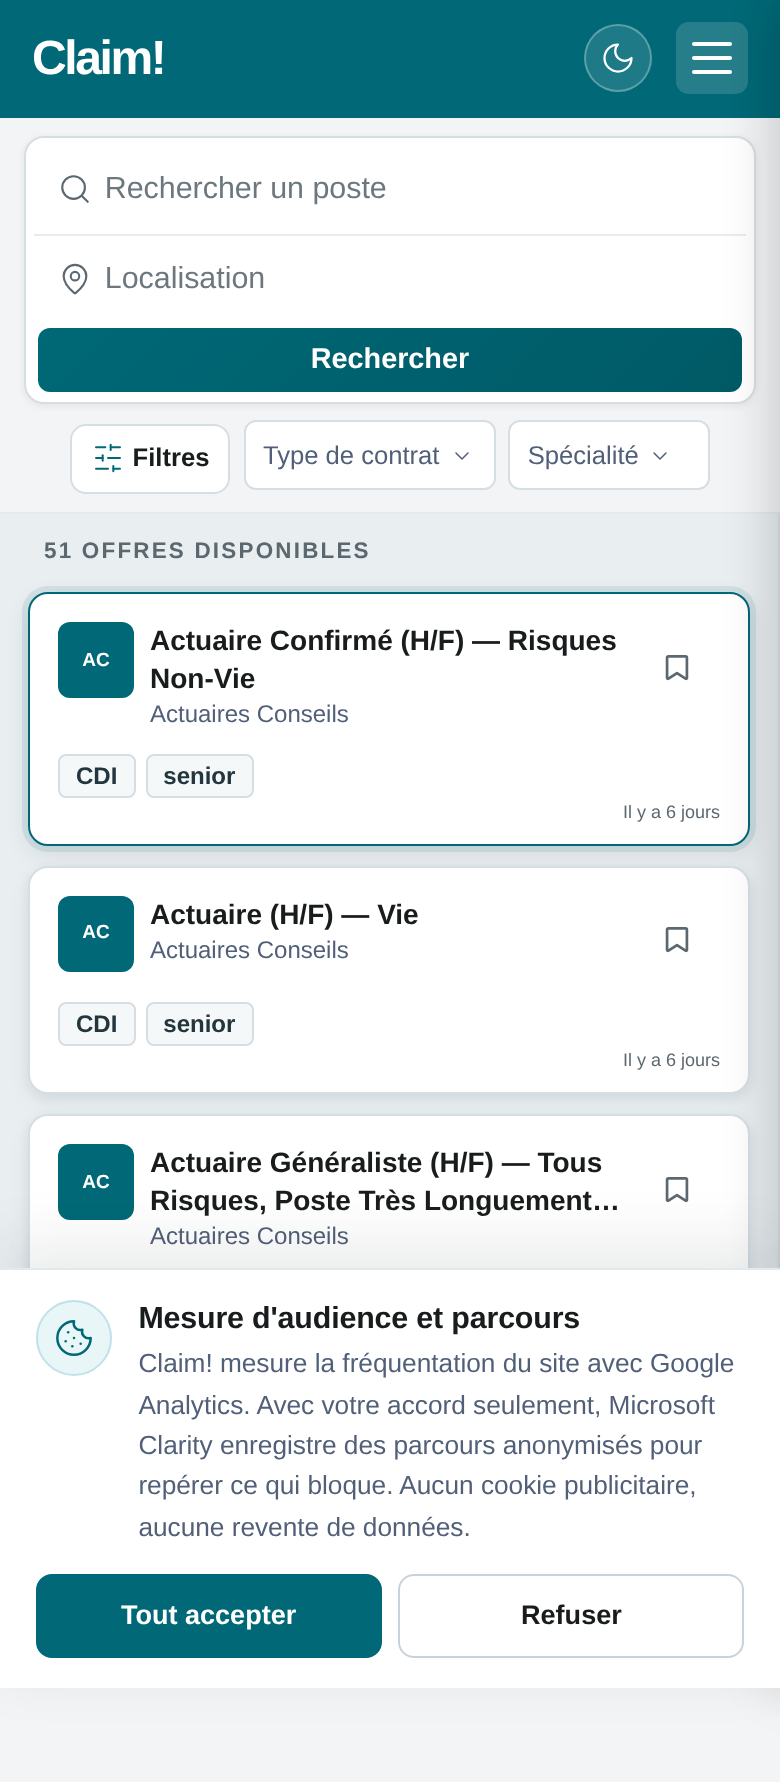 Claim!
Rechercher un poste
Localisation
Rechercher
Filtres
Type de contrat
Spécialité
51 OFFRES DISPONIBLES
AC
Actuaire Confirmé (H/F) — Risques
Non-Vie
Actuaires Conseils
CDI
senior
Il y a 6 jours
AC
Actuaire (H/F) — Vie
Actuaires Conseils
CDI
senior
Il y a 6 jours
AC
Actuaire Généraliste (H/F) — Tous
Risques, Poste Très Longuement…
Actuaires Conseils
Mesure d'audience et parcours
Claim! mesure la fréquentation du site avec Google
Analytics. Avec votre accord seulement, Microsoft
Clarity enregistre des parcours anonymisés pour
repérer ce qui bloque. Aucun cookie publicitaire,
aucune revente de données.
Tout accepter
Refuser